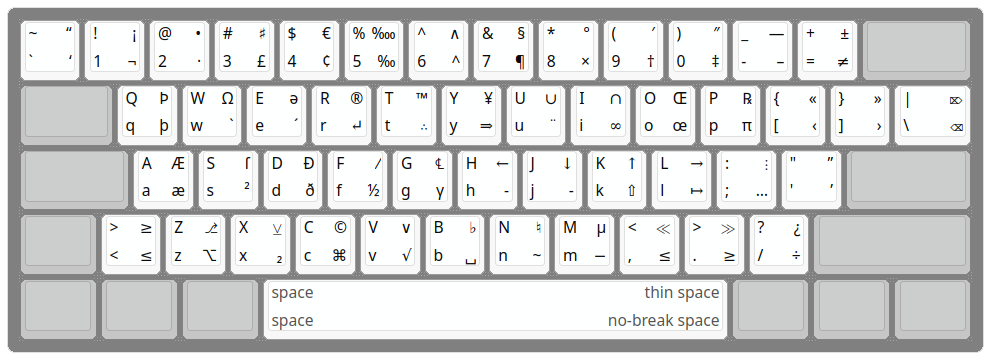 ~ “ ! ¡ @ • # ♯ $ € % ‱ ^ ∧ & § * ° ( ′ ) ″ _ — + ±
` ‘ 1 ¬ 2 · 3 £ 4 ¢ 5 ‰ 6 ^ 7 ¶ 8 × 9 † 0 ‡ - – = ≠
Q Þ W Ω E ə R ® T ™ Y ¥ U ∪ I ∩ O Œ P ℞ { « } » | ⌦
q þ w ` e ´ r ↵ t ∴ y ⇒ u ¨ i ∞ o œ p π [ ‹ ] › \ ⌫
A Æ S ſ D Ð F ⁄ G ℄ H ← J ↓ K ↑ L → : ⋮ " ”
a æ s ² d ð f ½ g γ h - j - k ⇧ l ↦ ; … ' ’
> ≥ Z ⎇ X ⊻ C © V ∨ B ♭ N ♮ M µ < ≪ > ≫ ? ¿
< ≤ z ⌥ x ₂ c ⌘ v √ b ␣ n ~ m − , ≤ . ≥ / ÷
space thin space
space no-break space